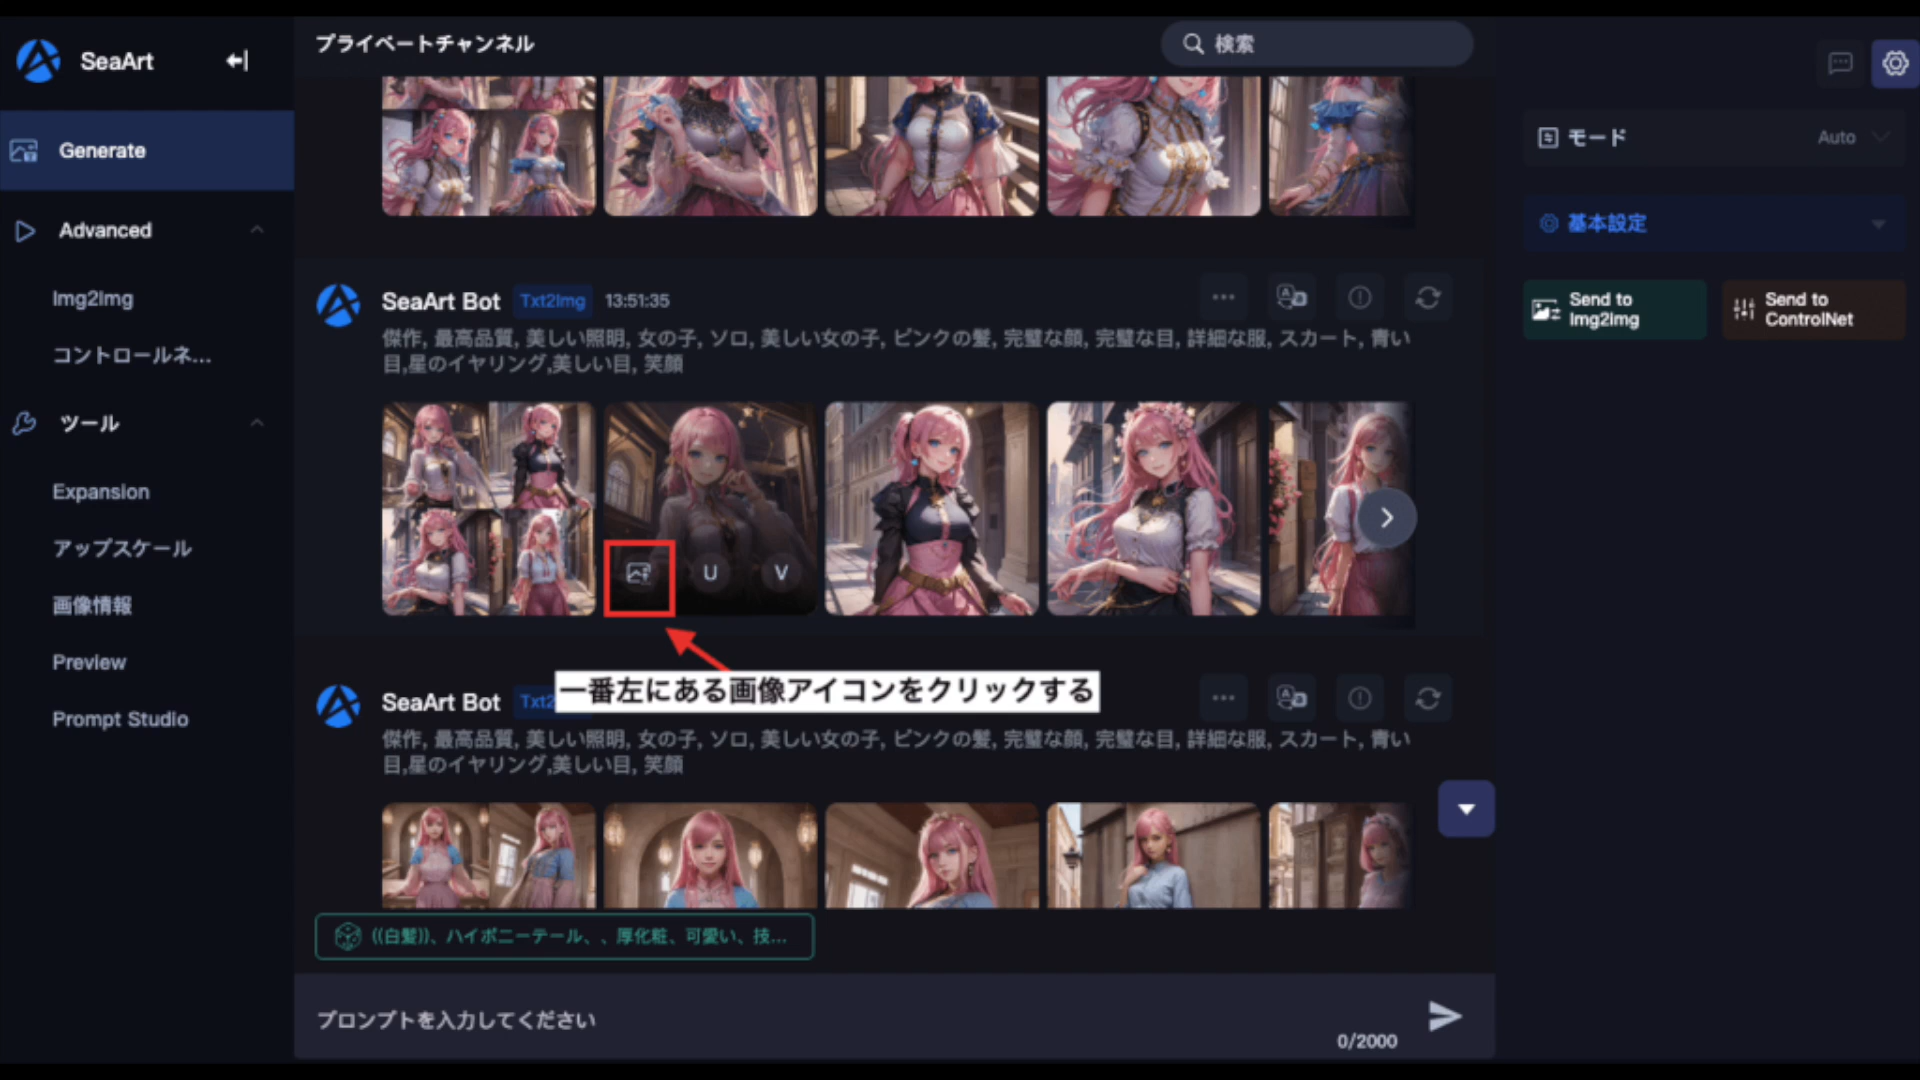 SeaArt
プライベートチャンネル
検索
Generate
Advanced
Img2Img
コントロールネ...
ツール
Expansion
アップスケール
画像情報
Preview
Prompt Studio
SeaArt Bot Txt2Img 13:51:35
傑作, 最高品質, 美しい照明, 女の子, ソロ, 美しい女の子, ピンクの髪, 完璧な顔, 完璧な目, 詳細な服, スカート, 青い
目,星のイヤリング,美しい目, 笑顔
U V
一番左にある画像アイコンをクリックする
SeaArt Bot
傑作, 最高品質, 美しい照明, 女の子, ソロ, 美しい女の子, ピンクの髪, 完璧な顔, 完璧な目, 詳細な服, スカート, 青い
目,星のイヤリング,美しい目, 笑顔
((白髪))、ハイポニーテール、、厚化粧、可愛い、技...
プロンプトを入力してください
0/2000
モード Auto
基本設定
Send to
Img2Img
Send to
ControlNet